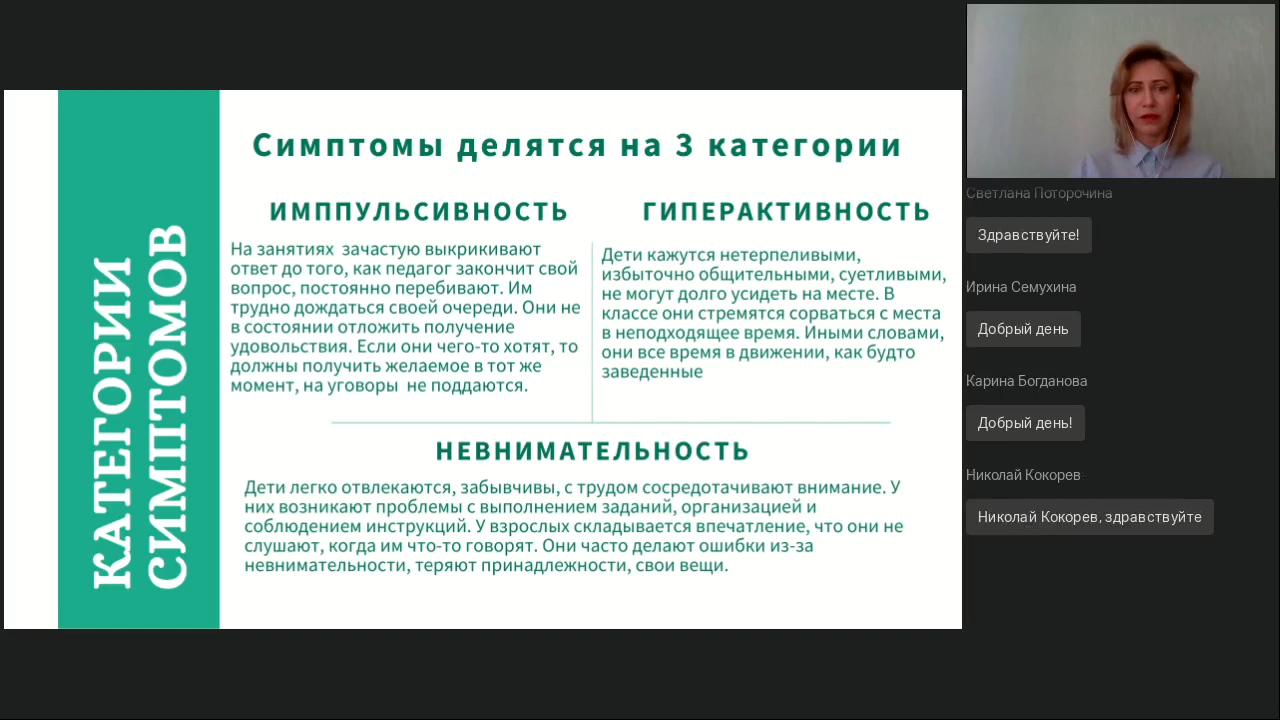 КАТЕГОРИИ
СИМПТОМОВ
Симптомы делятся на 3 категории
ИМППУЛЬСИВНОСТЬ
На занятиях зачастую выкрикивают
ответ до того, как педагог закончит свой
вопрос, постоянно перебивают. Им
трудно дождаться своей очереди. Они не
в состоянии отложить получение
удовольствия. Если они чего-то хотят, то
должны получить желаемое в тот же
момент, на уговоры не поддаются.
ГИПЕРАКТИВНОСТЬ
Дети кажутся нетерпеливыми,
избыточно общительными, суетливыми,
не могут долго усидеть на месте. В
классе они стремятся сорваться с места
в неподходящее время. Иными словами,
они все время в движении, как будто
заведенные
НЕВНИМАТЕЛЬНОСТЬ
Дети легко отвлекаются, забывчивы, с трудом сосредотачивают внимание. У
них возникают проблемы с выполнением заданий, организацией и
соблюдением инструкций. У взрослых складывается впечатление, что они не
слушают, когда им что-то говорят. Они часто делают ошибки из-за
невнимательности, теряют принадлежности, свои вещи.
Светлана Поторочина
Здравствуйте!
Ирина Семухина
Добрый день
Карина Богданова
Добрый день!
Николай Кокорев
Николай Кокорев, здравствуйте